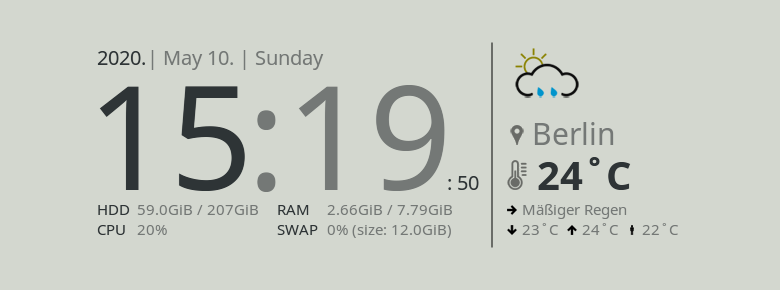 2020. | May 10. | Sunday
15:19 : 50
HDD 59.0GiB / 207GiB RAM 2.66GiB / 7.79GiB
CPU 20% SWAP 0% (size: 12.0GiB)
Berlin
24˚C
Mäßiger Regen
23˚C 24˚C 22˚C